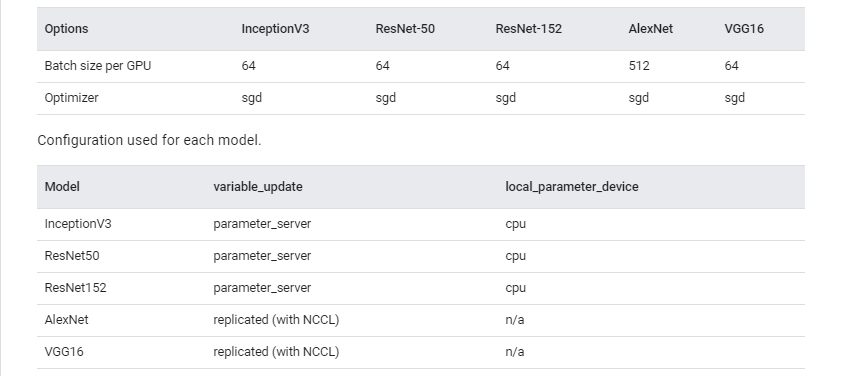 Options InceptionV3 ResNet-50 ResNet-152 AlexNet VGG16
Batch size per GPU 64 64 64 512 64
Optimizer sgd sgd sgd sgd sgd
Configuration used for each model.
Model variable_update local_parameter_device
InceptionV3 parameter_server cpu
ResNet50 parameter_server cpu
ResNet152 parameter_server cpu
AlexNet replicated (with NCCL) n/a
VGG16 replicated (with NCCL) n/a